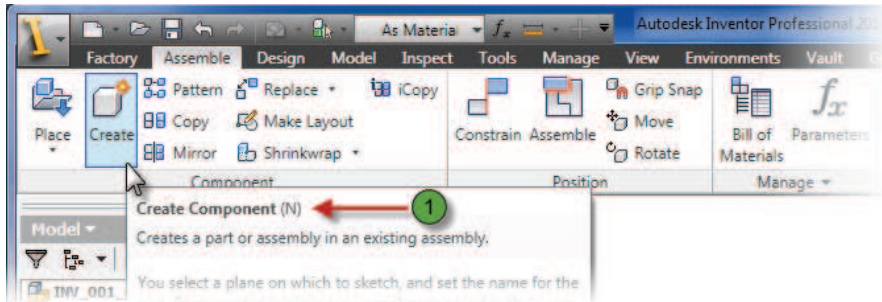 As Material
Autodesk Inventor Professional
Factory Assemble Design Model Inspect Tools Manage View Environments Vault
Place
Create
Pattern
Replace
iCopy
Copy
Make Layout
Mirror
Shrinkwrap
Constrain
Assemble
Grip Snap
Move
Rotate
Bill of
Materials
fx
Parameters
Component
Position
Manage
Create Component (N)
1
Creates a part or assembly in an existing assembly.
You select a plane on which to sketch, and set the name for the
Model
INV_001_